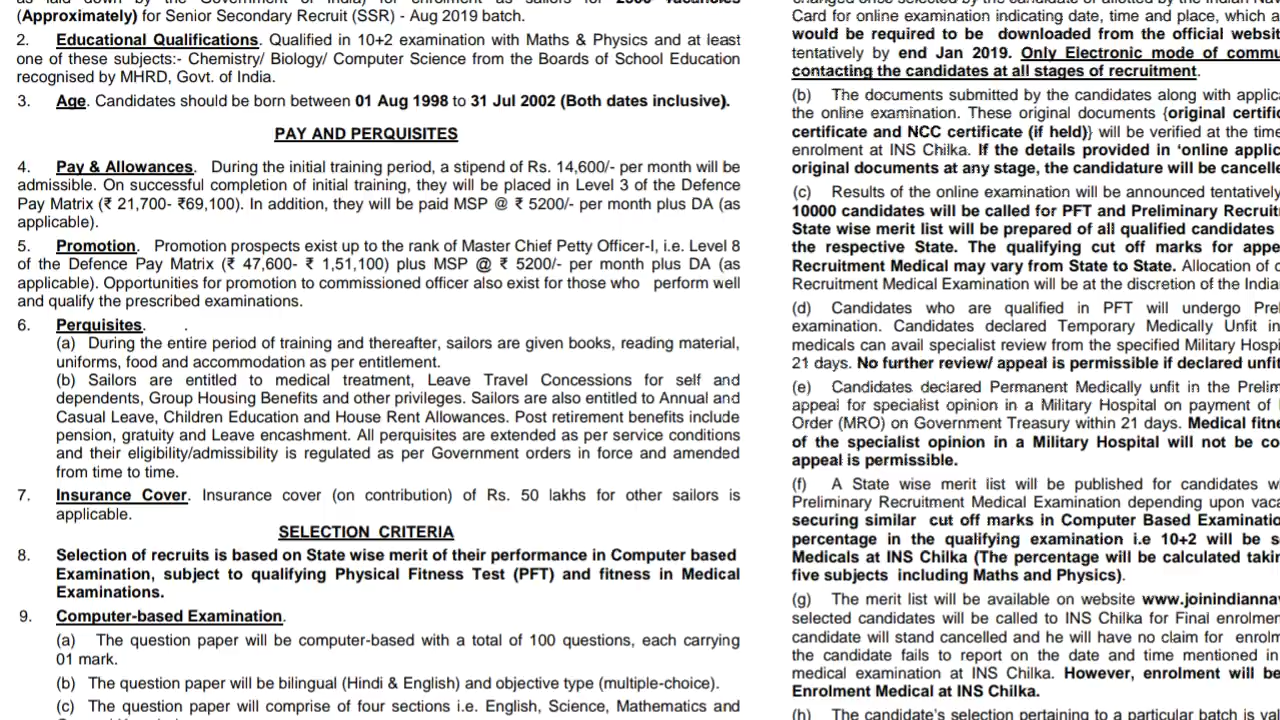 (Approximately) for Senior Secondary Recruit (SSR) - Aug 2019 batch.
2. Educational Qualifications. Qualified in 10+2 examination with Maths & Physics and at least
one of these subjects:- Chemistry/ Biology/ Computer Science from the Boards of School Education
recognised by MHRD, Govt. of India.
3. Age. Candidates should be born between 01 Aug 1998 to 31 Jul 2002 (Both dates inclusive).
PAY AND PERQUISITES
4. Pay & Allowances. During the initial training period, a stipend of Rs. 14,600/- per month will be
admissible. On successful completion of initial training, they will be placed in Level 3 of the Defence
Pay Matrix (₹ 21,700- ₹69,100). In addition, they will be paid MSP @ ₹ 5200/- per month plus DA (as
applicable).
5. Promotion. Promotion prospects exist up to the rank of Master Chief Petty Officer-I, i.e. Level 8
of the Defence Pay Matrix (₹ 47,600- ₹ 1,51,100) plus MSP @ ₹ 5200/- per month plus DA (as
applicable). Opportunities for promotion to commissioned officer also exist for those who perform well
and qualify the prescribed examinations.
6. Perquisites. .
(a) During the entire period of training and thereafter, sailors are given books, reading material,
uniforms, food and accommodation as per entitlement.
(b) Sailors are entitled to medical treatment, Leave Travel Concessions for self and
dependents, Group Housing Benefits and other privileges. Sailors are also entitled to Annual and
Casual Leave, Children Education and House Rent Allowances. Post retirement benefits include
pension, gratuity and Leave encashment. All perquisites are extended as per service conditions
and their eligibility/admissibility is regulated as per Government orders in force and amended
from time to time.
7. Insurance Cover. Insurance cover (on contribution) of Rs. 50 lakhs for other sailors is
applicable.
SELECTION CRITERIA
8. Selection of recruits is based on State wise merit of their performance in Computer based
Examination, subject to qualifying Physical Fitness Test (PFT) and fitness in Medical
Examinations.
9. Computer-based Examination.
(a) The question paper will be computer-based with a total of 100 questions, each carrying
01 mark.
(b) The question paper will be bilingual (Hindi & English) and objective type (multiple-choice).
(c) The question paper will comprise of four sections i.e. English, Science, Mathematics and
Card for online examination indicating date, time and place, which a
would be required to be downloaded from the official websit
tentatively by end Jan 2019. Only Electronic mode of commu
contacting the candidates at all stages of recruitment.
(b) The documents submitted by the candidates along with applic
the online examination. These original documents {original certific
certificate and NCC certificate (if held)} will be verified at the time
enrolment at INS Chilka. If the details provided in ‘online applic
original documents at any stage, the candidature will be cancelle
(c) Results of the online examination will be announced tentatively
10000 candidates will be called for PFT and Preliminary Recruit
State wise merit list will be prepared of all qualified candidates
the respective State. The qualifying cut off marks for appe
Recruitment Medical may vary from State to State. Allocation of c
Recruitment Medical Examination will be at the discretion of the India
(d) Candidates who are qualified in PFT will undergo Prel
examination. Candidates declared Temporary Medically Unfit in
medicals can avail specialist review from the specified Military Hospi
21 days. No further review/ appeal is permissible if declared unfit
(e) Candidates declared Permanent Medically unfit in the Prelim
appeal for specialist opinion in a Military Hospital on payment of
Order (MRO) on Government Treasury within 21 days. Medical fitne
of the specialist opinion in a Military Hospital will not be co
appeal is permissible.
(f) A State wise merit list will be published for candidates w
Preliminary Recruitment Medical Examination depending upon vaca
securing similar cut off marks in Computer Based Examinatio
percentage in the qualifying examination i.e 10+2 will be s
Medicals at INS Chilka (The percentage will be calculated takin
five subjects including Maths and Physics).
(g) The merit list will be available on website www.joinindianna
selected candidates will be called to INS Chilka for Final enrolmen
candidate will stand cancelled and he will have no claim for enrolm
the candidate fails to report on the date and time mentioned in
medical examination at INS Chilka. However, enrolment will be
Enrolment Medical at INS Chilka.
(h) The candidate's selection pertaining to a particular batch is val